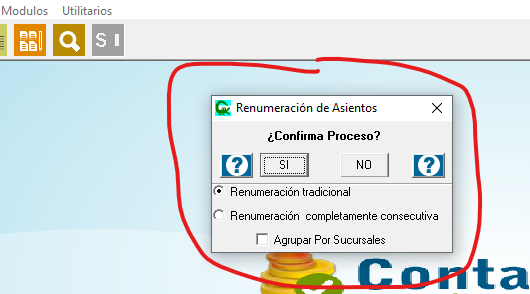 Modulos Utilitarios
S I
Renumeración de Asientos
¿Confirma Proceso?
? SI NO ?
Renumeración tradicional
Renumeración completamente consecutiva
Agrupar Por Sucursales
Conta